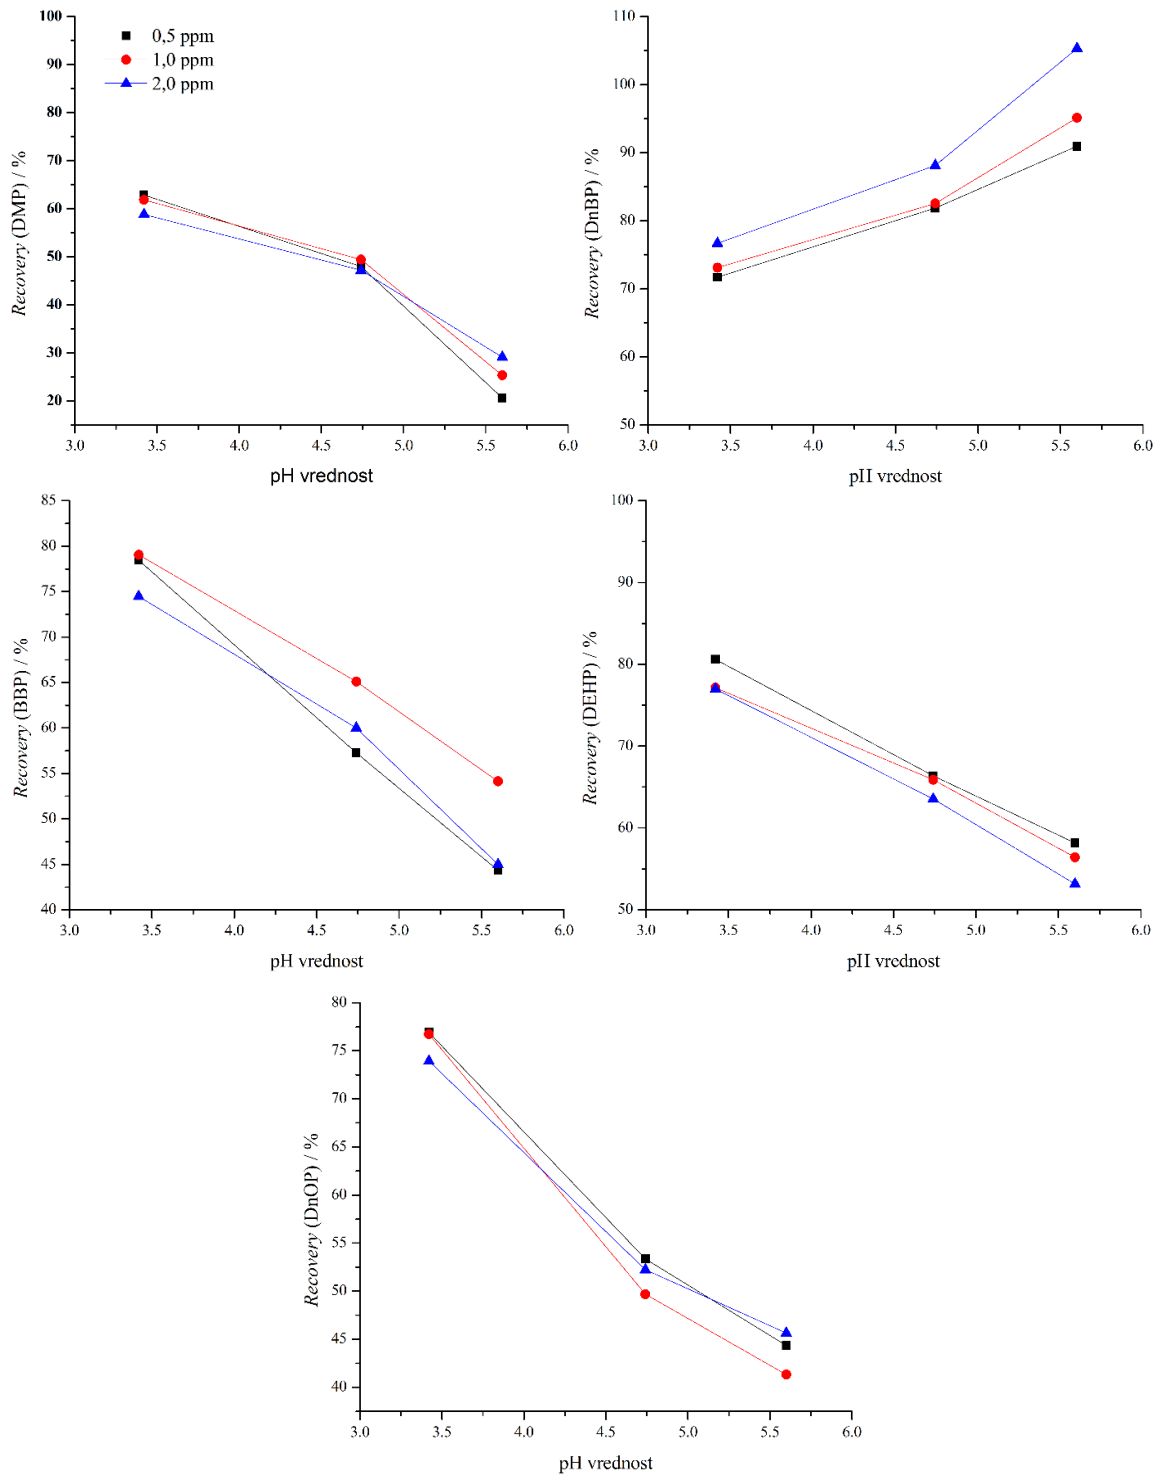 100
90
80
70
60
50
40
30
20
Recovery (DMP) / %
0,5 ppm
1,0 ppm
2,0 ppm
3.0 3.5 4.0 4.5 5.0 5.5 6.0
pH vrednost
110
100
90
80
70
60
50
Recovery (DnBP) / %
3.0 3.5 4.0 4.5 5.0 5.5 6.0
pH vrednost
85
80
75
70
65
60
55
50
45
40
Recovery (BBP) / %
3.0 3.5 4.0 4.5 5.0 5.5 6.0
pH vrednost
100
90
80
70
60
50
Recovery (DEHP) / %
3.0 3.5 4.0 4.5 5.0 5.5 6.0
pH vrednost
80
75
70
65
60
55
50
45
40
Recovery (DnOP) / %
3.0 3.5 4.0 4.5 5.0 5.5 6.0
pH vrednost